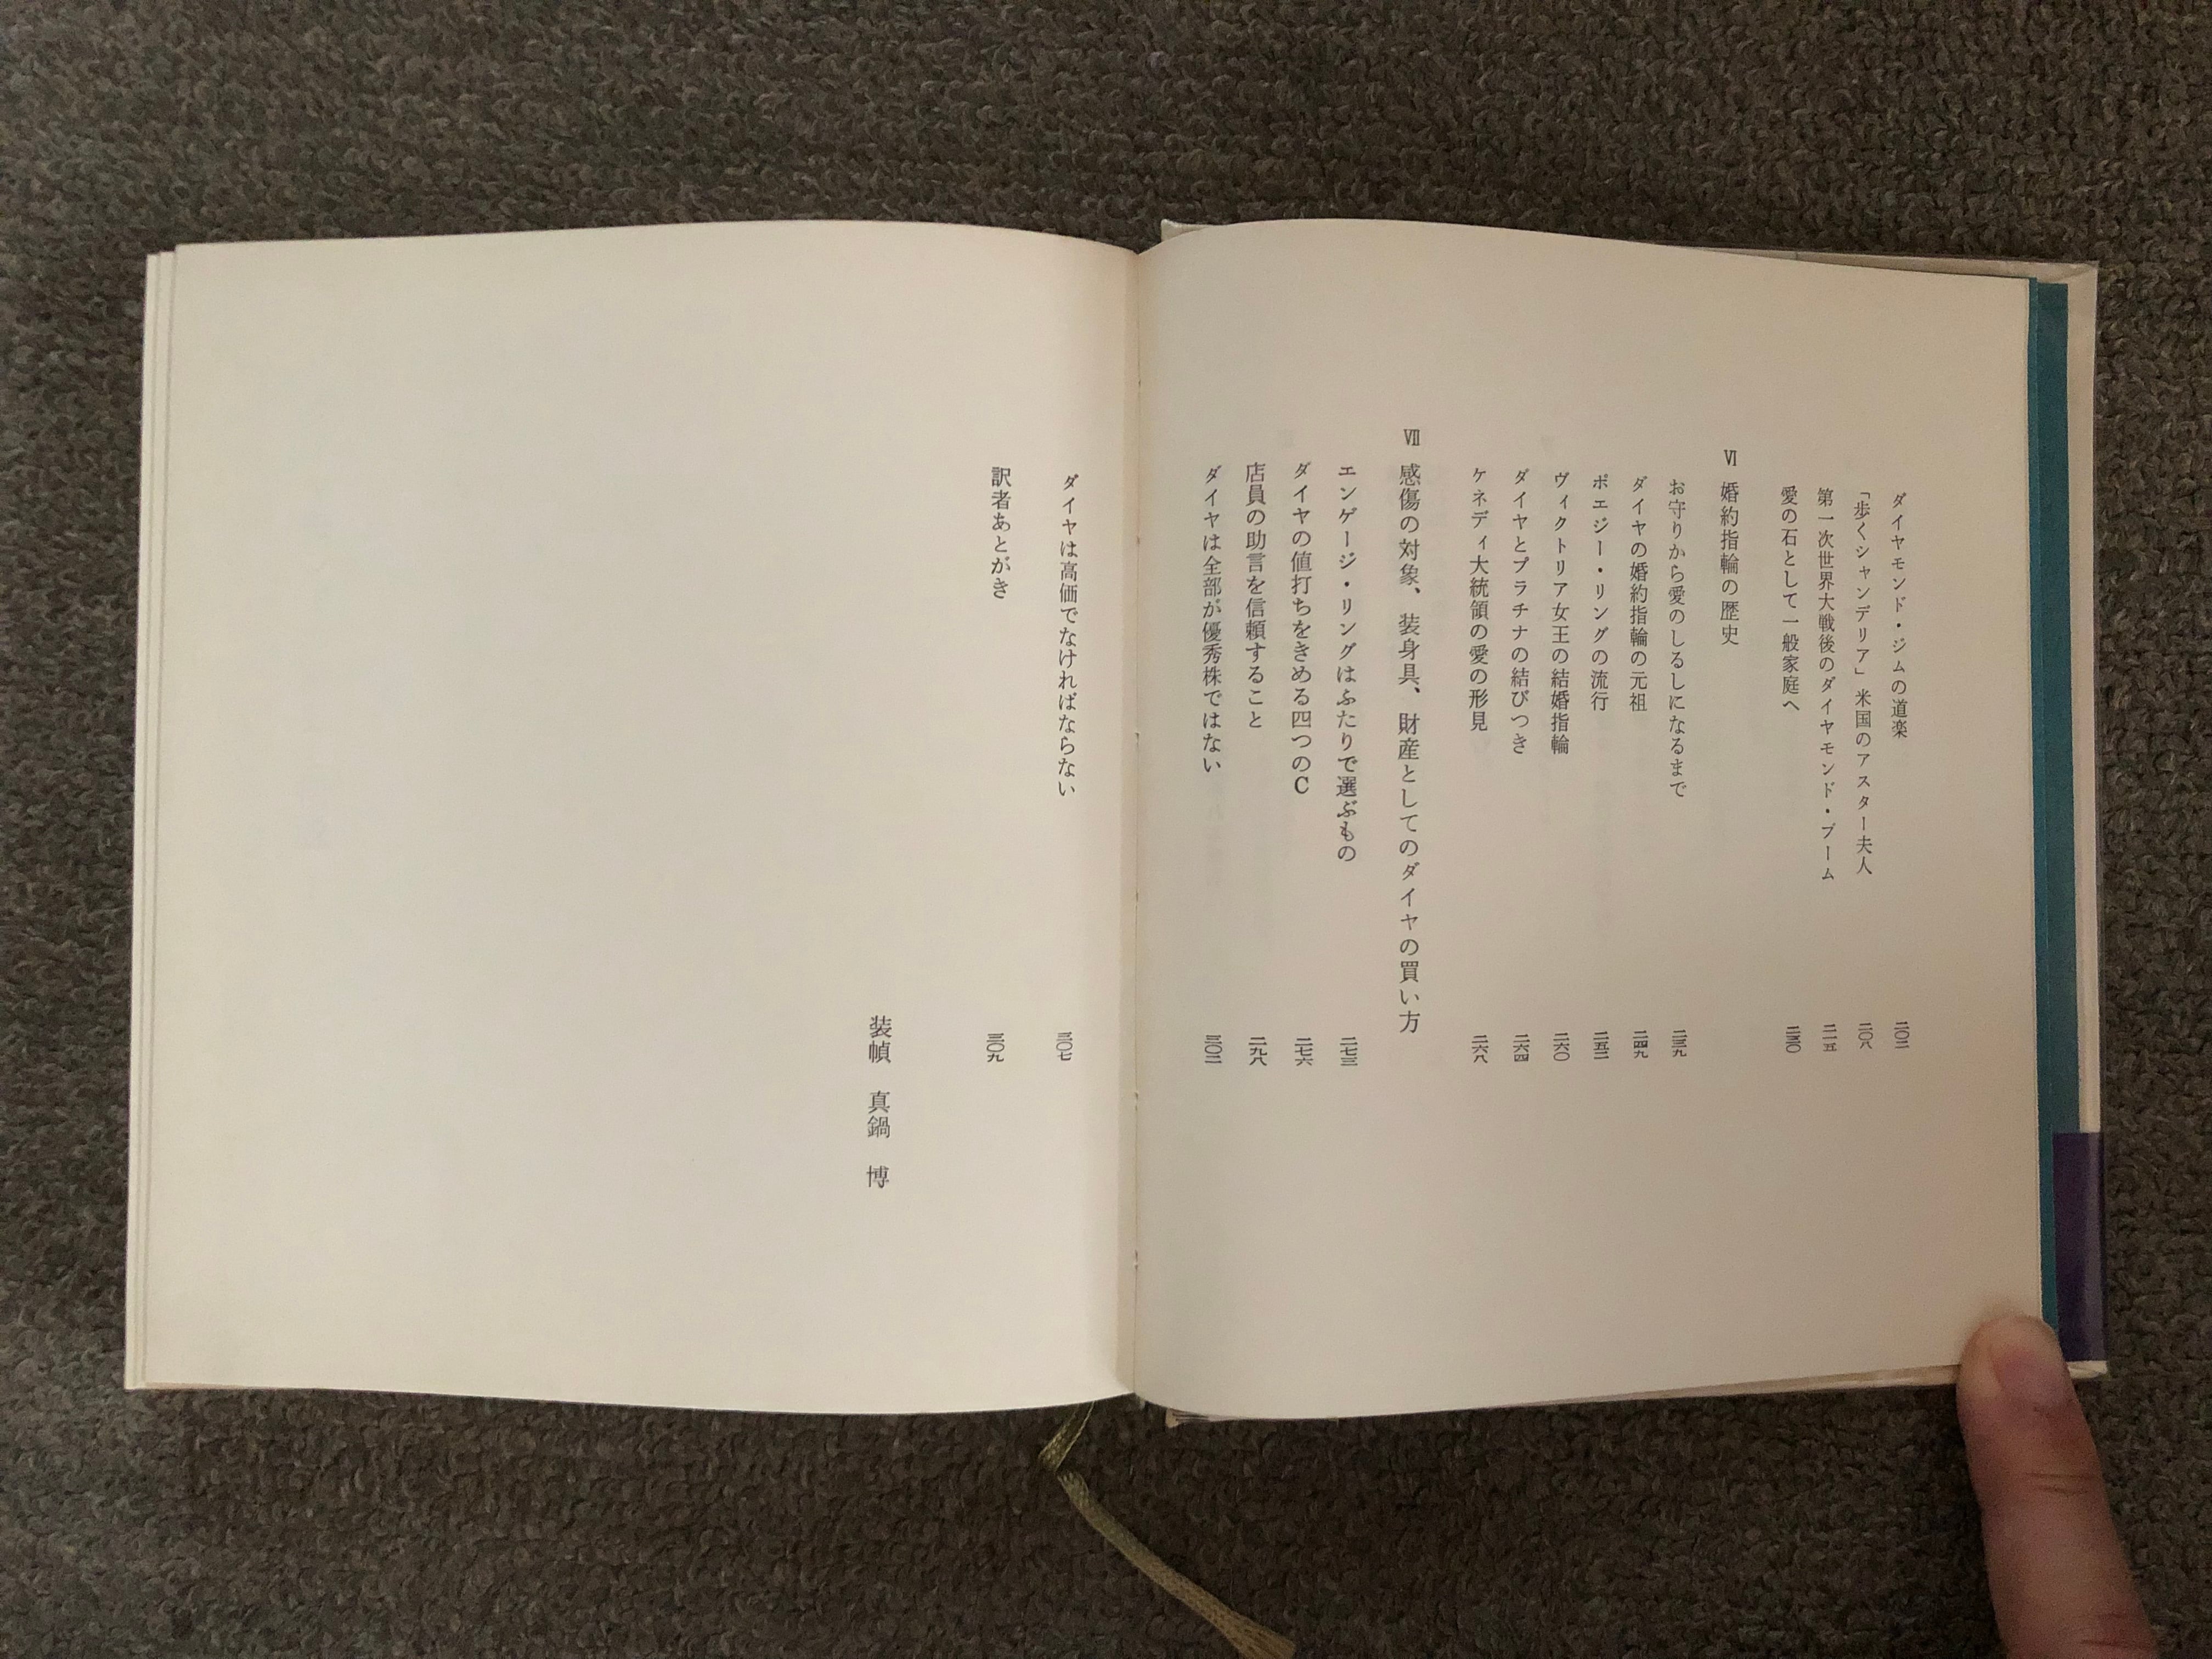 ダイヤモンド・ジムの道楽 二〇二
「歩くシャンデリア」米国のアスター夫人 二〇八
第一次世界大戦後のダイヤモンド・ブーム 二一五
愛の石として一般家庭へ 二三〇
Ⅵ 婚約指輪の歴史
お守りから愛のしるしになるまで 二三九
ダイヤの婚約指輪の元祖 二四九
ポエジー・リングの流行 二五二
ヴィクトリア女王の結婚指輪 二六〇
ダイヤとプラチナの結びつき 二六四
ケネディ大統領の愛の形見 二六八
Ⅶ 感傷の対象、装身具、財産としてのダイヤの買い方
エンゲージ・リングはふたりで選ぶもの 二七三
ダイヤの値打ちをきめる四つのC 二七六
店員の助言を信頼すること 二九八
ダイヤは全部が優秀株ではない 三〇二
ダイヤは高価でなければならない 三〇七
訳者あとがき 三〇九
装幀 真鍋 博